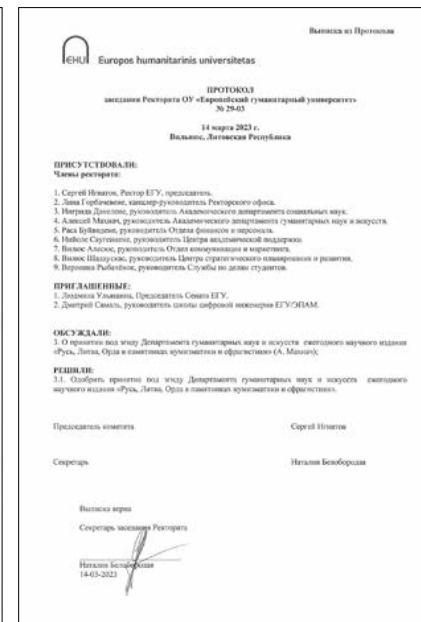 Выписка из Протокола
EHU Europos humanitarinis universitetas
ПРОТОКОЛ
заседания Ректората ОУ «Европейский гуманитарный университет»
№ 29-03
14 марта 2023 г.
Вильнюс, Литовская Республика
ПРИСУТСТВОВАЛИ:
Члены ректората:
1. Сергей Игнатов, Ректор ЕГУ, председатель.
2. Лина Горбачевене, канцлер-руководитель Ректорского офиса.
3. Ингрида Данелене, руководитель Академического департамента социальных наук.
4. Алексей Махнач, руководитель Академического департамента гуманитарных наук и искусств.
5. Раса Буйвидене, руководитель Отдела финансов и персонала.
6. руководитель Центра академической поддержки.
7. Вилюс руководитель Отдел коммуникации и маркетинга.
8. Вилюс Шадаускас, руководитель Центра стратегического планирования и развития.
9. Вероника Рыбачёнок, руководитель Службы по делам студентов.
ПРИГЛАШЕННЫЕ:
1. Людмила Ульяшина, Председатель Сената ЕГУ.
2. Дмитрий руководитель школы цифровой инженерии ЕГУ/ЭПАМ.
ОБСУЖДАЛИ:
3. О принятии под эгиду Департамента гуманитарных наук и искусств ежегодного научного издания
«Русь, Литва, Орда в памятниках нумизматики и сфрагистики» (А. Махнач);
РЕШИЛИ:
3.1. Одобрить принятие под эгиду Департамента гуманитарных наук и искусств ежегодного
научного издания «Русь, Литва, Орда в памятниках нумизматики и сфрагистики».
Председатель комитета Сергей Игнатов
Секретарь Наталия Белобородая
Выписка верна
Секретарь заседания Ректората
Наталия Белобородая
14-03-2023